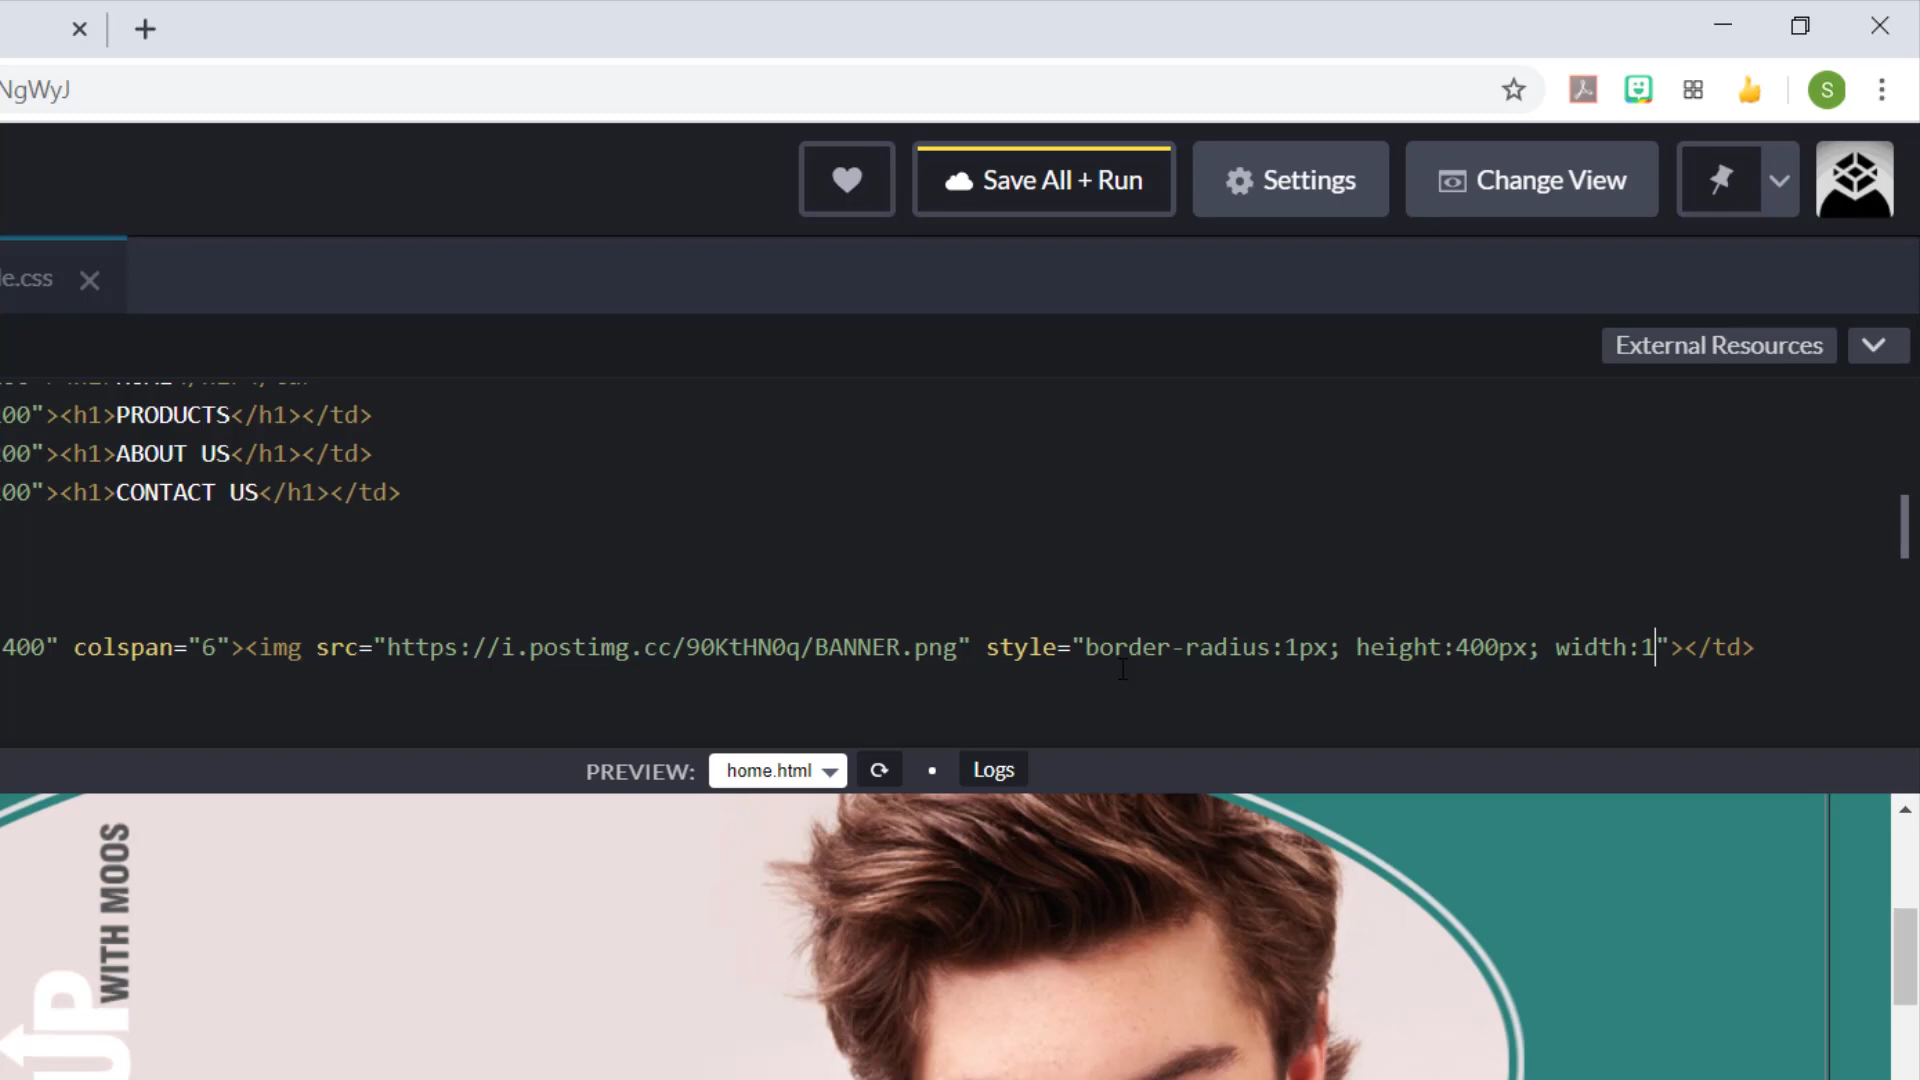 NgWyJ
S
Save All + Run
Settings
Change View
le.css
External Resources
00"><h1>PRODUCTS</h1></td>
00"><h1>ABOUT US</h1></td>
00"><h1>CONTACT US</h1></td>
400" colspan="6"><img src="https://i.postimg.cc/90KtHN0q/BANNER.png" style="border-radius:1px; height:400px; width:1"></td>
PREVIEW:
home.html
Logs
WITH MOOS
UP